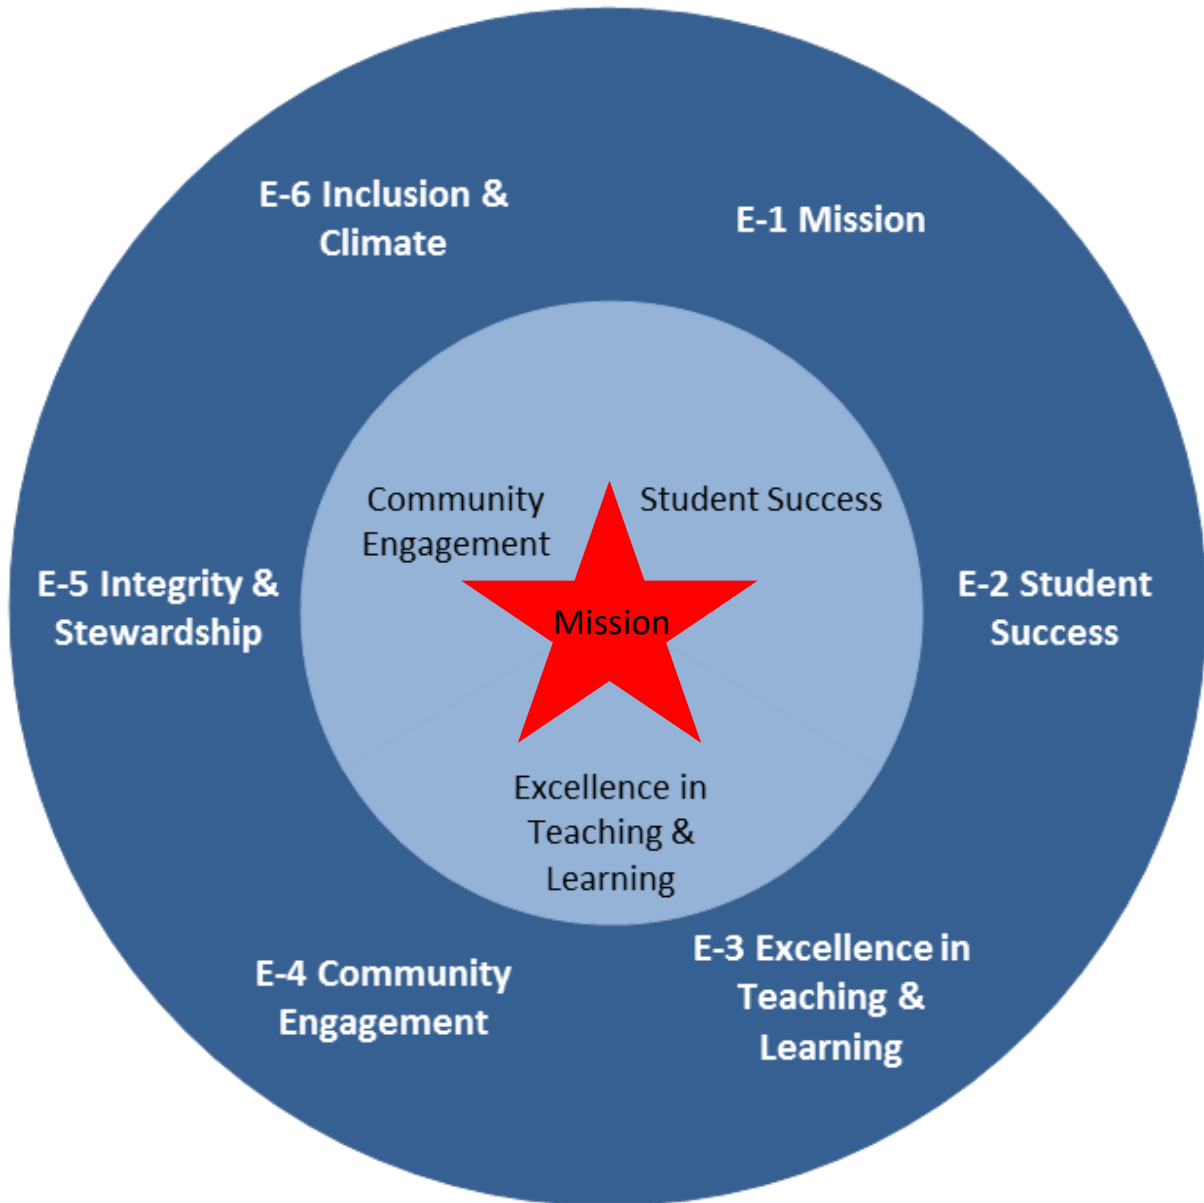 E-6 Inclusion &
Climate
E-1 Mission
Community
Engagement
Student Success
E-5 Integrity &
Stewardship
Mission
E-2 Student
Success
Excellence in
Teaching &
Learning
E-4 Community
Engagement
E-3 Excellence in
Teaching &
Learning